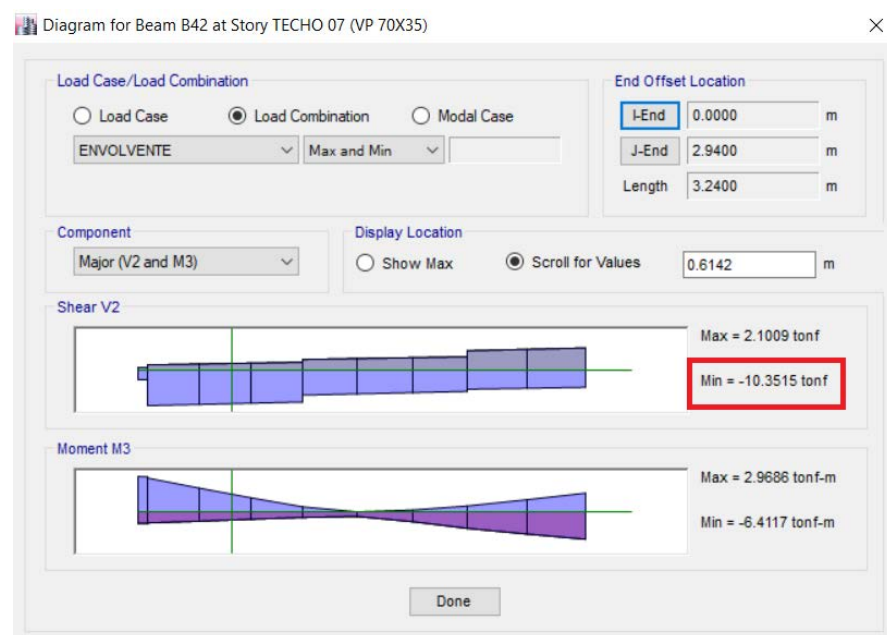 Diagram for Beam B42 at Story TECHO 07 (VP 70X35)
Load Case/Load Combination
Load Case Load Combination Modal Case
ENVOLVENTE Max and Min
End Offset Location
I-End 0.0000 m
J-End 2.9400 m
Length 3.2400 m
Component
Major (V2 and M3)
Display Location
Show Max Scroll for Values 0.6142 m
Shear V2
Max = 2.1009 tonf
Min = -10.3515 tonf
Moment M3
Max = 2.9686 tonf-m
Min = -6.4117 tonf-m
Done